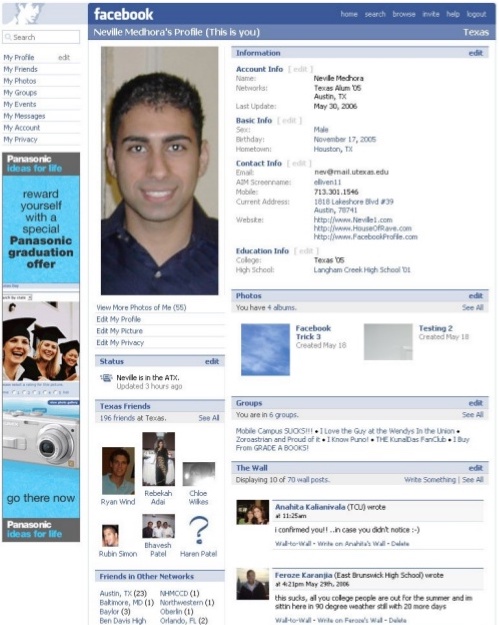 facebook
home search browse invite help logout
Neville Medhora's Profile (This is you) Texas
Search
My Profile edit
My Friends
My Photos
My Groups
My Events
My Messages
My Account
My Privacy
Panasonic
ideas for life
reward
yourself
with a
special
Panasonic
graduation
offer
go there now
Panasonic
ideas for life
View More Photos of Me (55)
Edit My Profile
Edit My Picture
Edit My Privacy
Status edit
Neville is in the ATX.
Updated 3 hours ago
Texas Friends
196 friends at Texas. See All
Ryan Wind
Rebekah
Adai
Chloe
Wilkes
Rubin Simon
Bhavesh
Patel
?
Haren Patel
Friends in Other Networks
Austin, TX (23) NHMCCD (1)
Baltimore, MD (1) Northwestern (1)
Baylor (3) Oberlin (1)
Ben Davis High Orlando, FL (2)
Information edit
Account Info [ edit ]
Name: Neville Medhora
Networks: Texas Alum '05
Austin, TX
Last Update: May 30, 2006
Basic Info [ edit ]
Sex: Male
Birthday: November 17, 2005
Hometown: Houston, TX
Contact Info [ edit ]
Email: nev@mail.utexas.edu
AIM Screenname: elliven11
Mobile: 713.301.1546
Current Address: 1818 Lakeshore Blvd #39
Austin, 78741
Website: http://www.Neville1.com
http://www.HouseOfRave.com
http://www.FacebookProfile.com
Education Info [ edit ]
College: Texas '05
High School: Langham Creek High School '01
Photos edit
You have 4 albums. See All
Facebook
Trick 3
Created May 18
Testing 2
Created May 18
Groups edit
You are in 6 groups. See All
Mobile Campus SUCKS!!! • I Love the Guy at the Wendys In the Union •
Zoroastrian and Proud of it • I Know Puno! • THE KunalDas FanClub • I Buy
From GRADE A BOOKS!
The Wall edit
Displaying 10 of 70 wall posts. Write Something | See All
Anahita Kalianivala (TCU) wrote
at 11:25am
i confirmed you!! ..in case you didn't notice :-)
Wall-to-Wall - Write on Anahita's Wall - Delete
Feroze Karanjia (East Brunswick High School) wrote
at 4:21pm May 29th, 2006
this sucks, all you college people are out for the summer and im
sittin here in 90 degree weather still with 20 more days
Wall-to-Wall - Write on Feroze's Wall - Delete